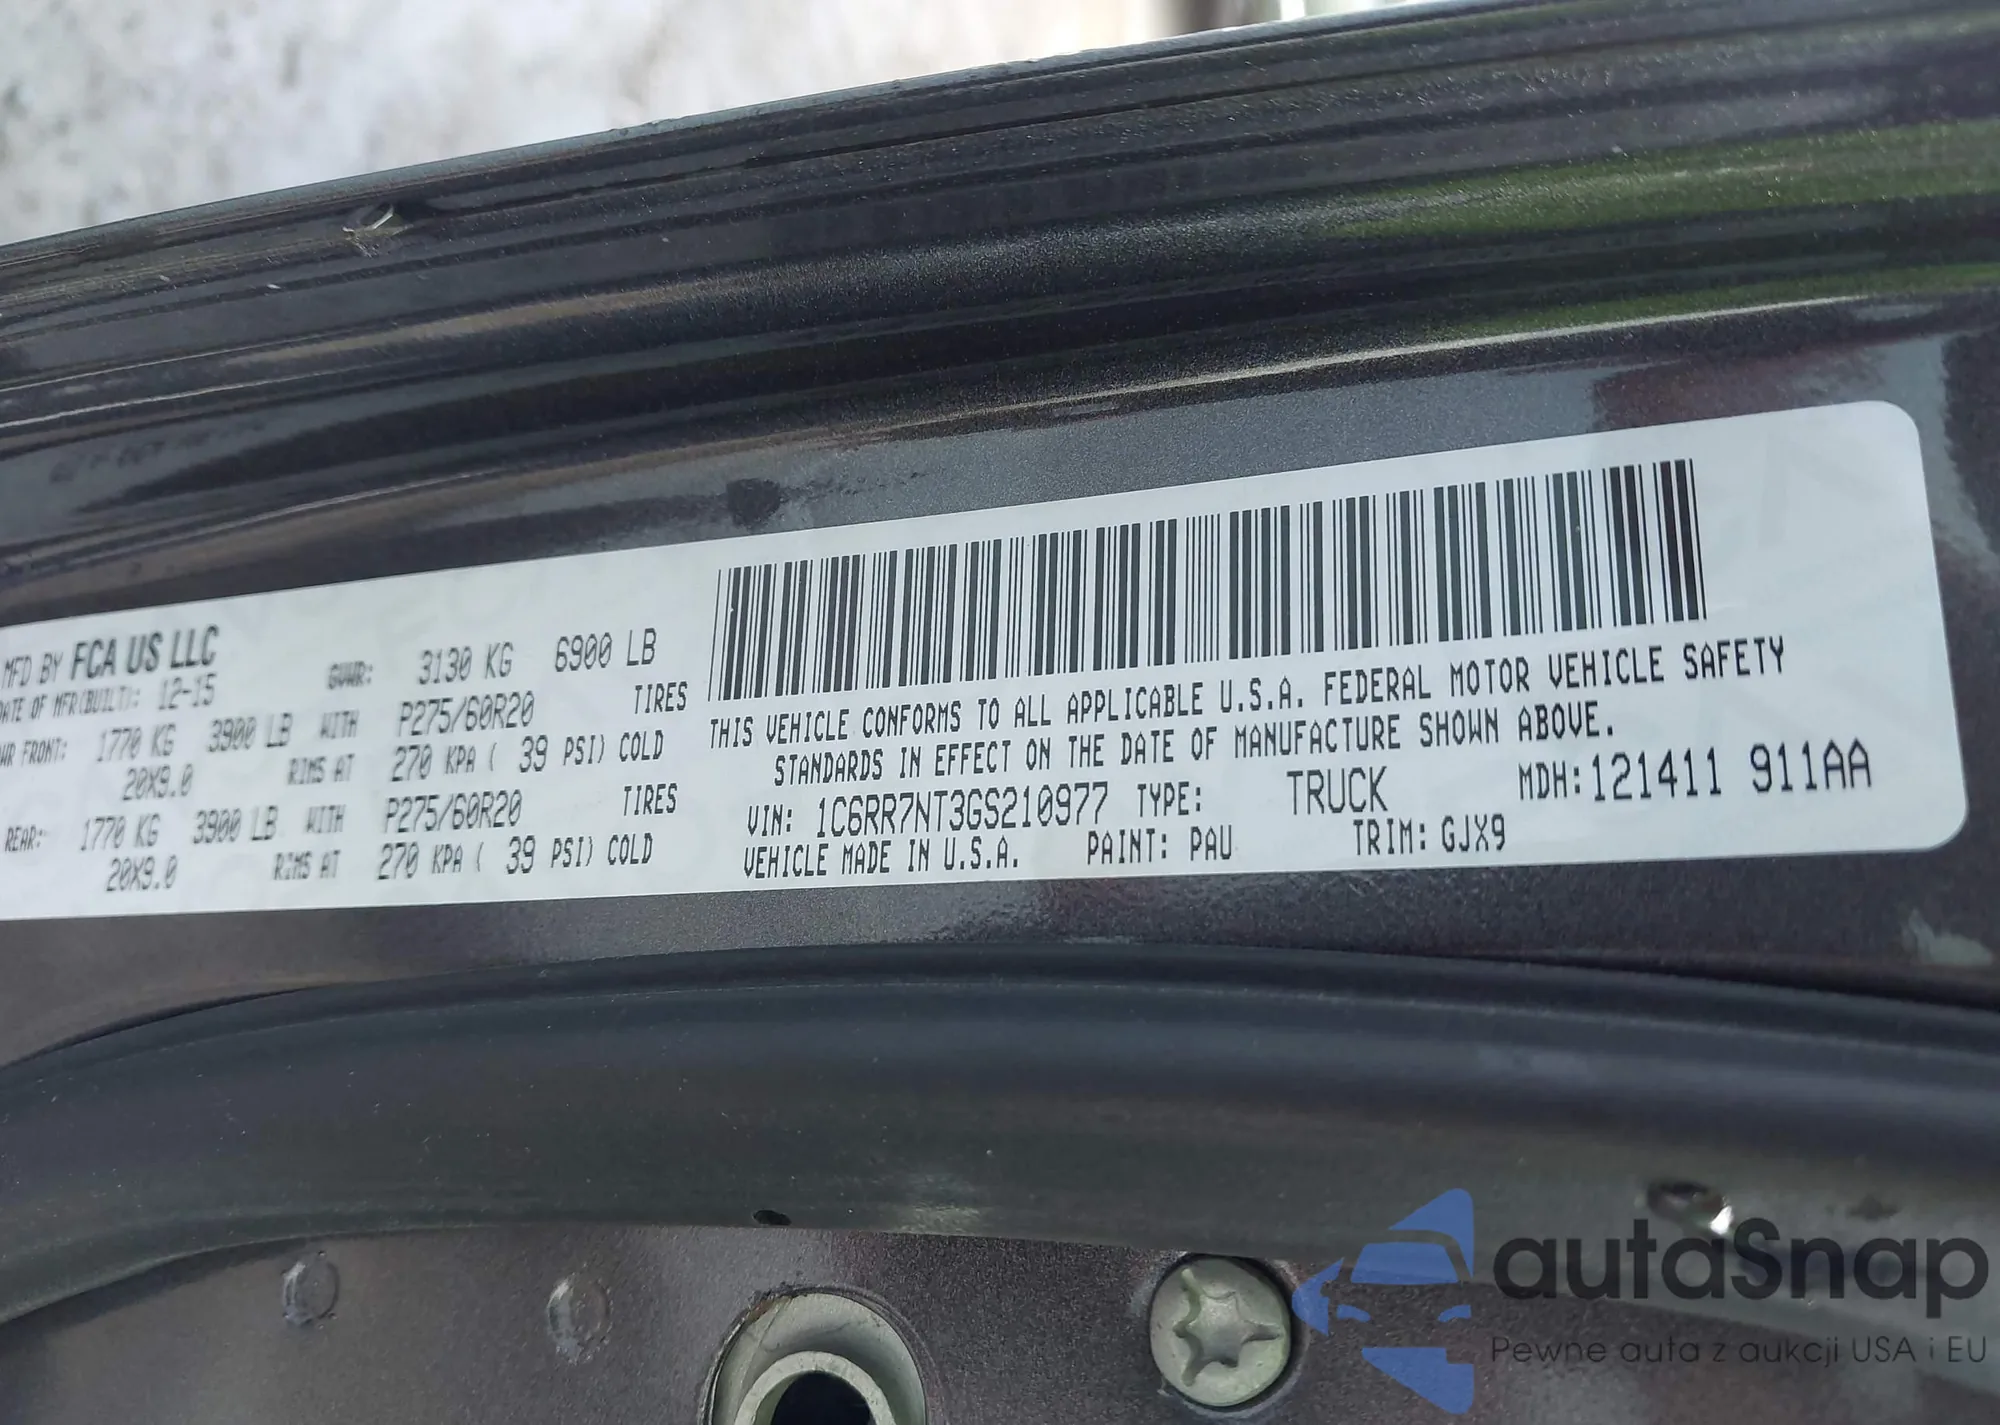 MFD BY FCA US LLC
DATE OF MFR(BUILT): 12-15
GVWR: 3130 KG 6900 LB
FRONT: 1770 KG 3900 LB WITH P275/60R20 TIRES
20X9.0 RIMS AT 270 KPA ( 39 PSI) COLD
REAR: 1770 KG 3900 LB WITH P275/60R20 TIRES
20X9.0 RIMS AT 270 KPA ( 39 PSI) COLD
THIS VEHICLE CONFORMS TO ALL APPLICABLE U.S.A. FEDERAL MOTOR VEHICLE SAFETY
STANDARDS IN EFFECT ON THE DATE OF MANUFACTURE SHOWN ABOVE.
VIN: 1C6RR7NT3GS210977 TYPE: TRUCK MDH:121411 911AA
VEHICLE MADE IN U.S.A. PAINT: PAU TRIM: GJX9
autaSnap
Pewne auta z aukcji USA i EU